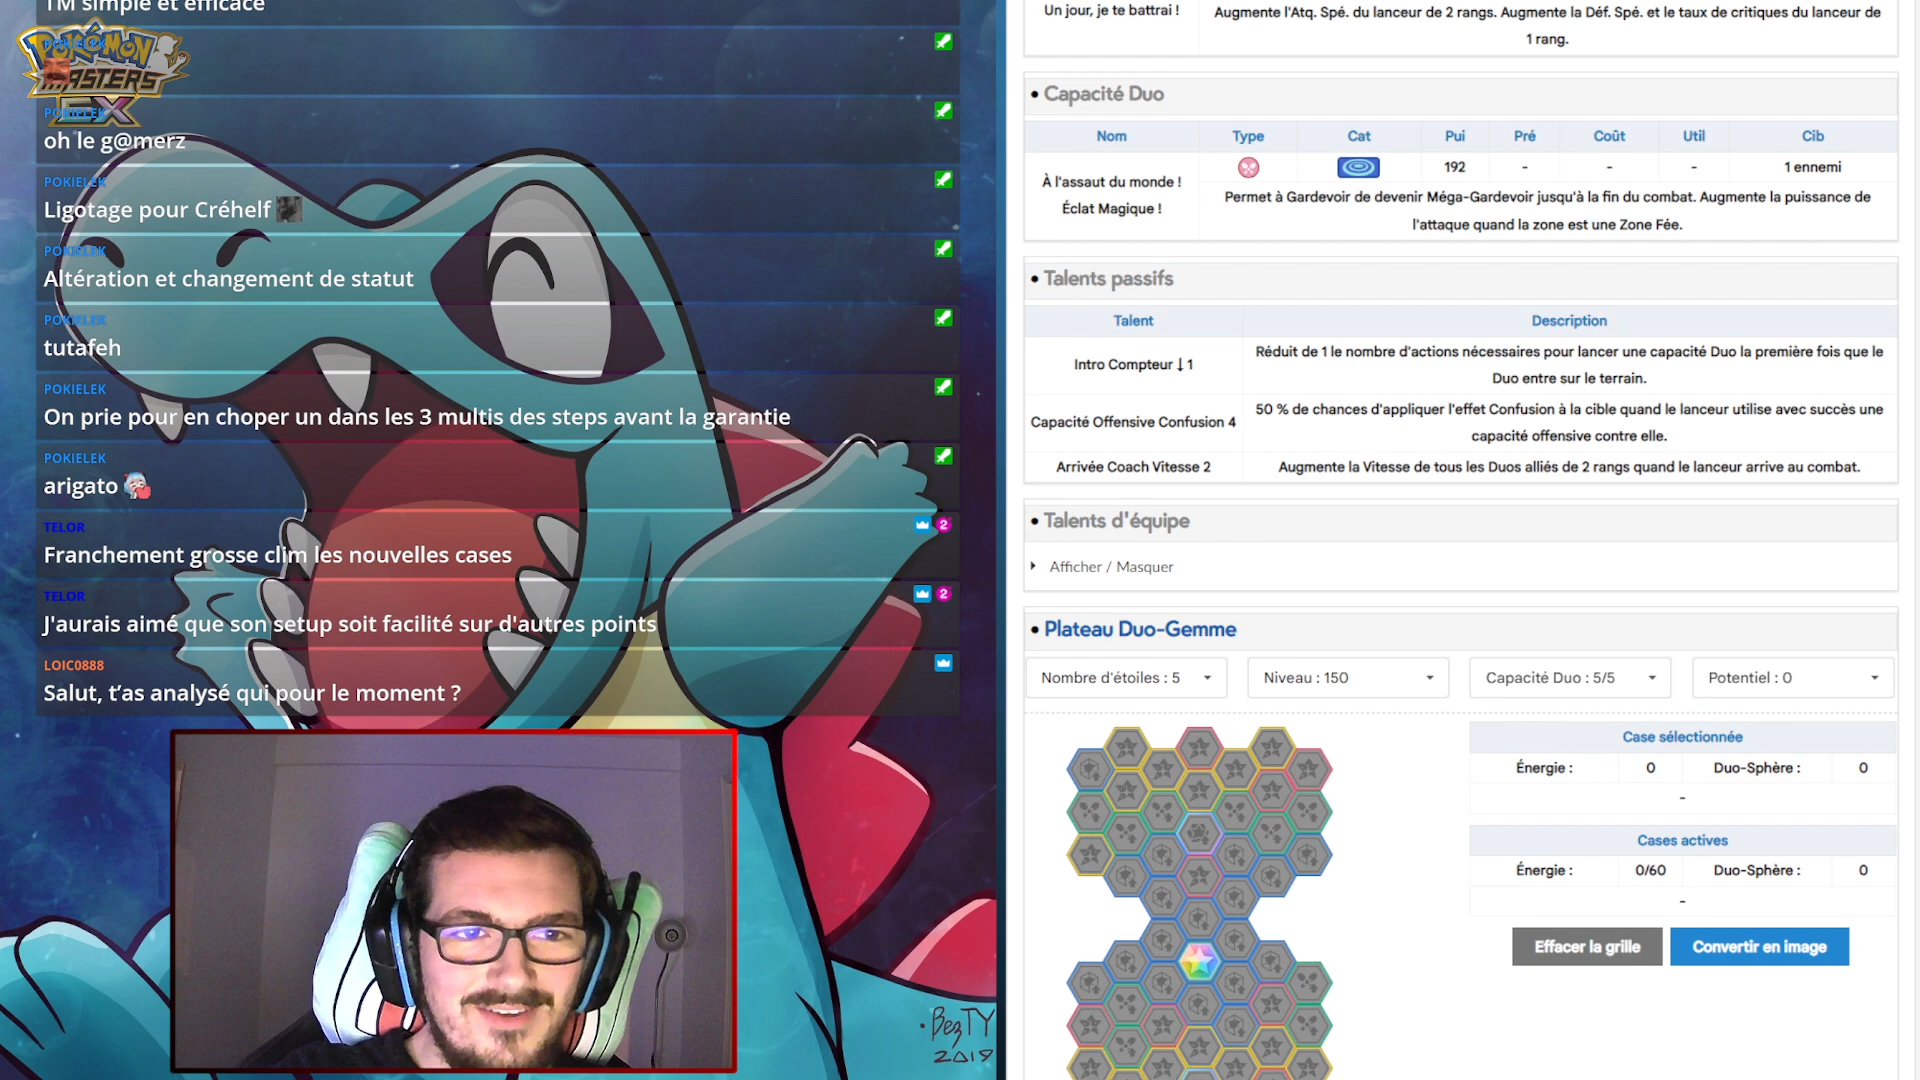 TM simple et efficace
POKÉMON
MASTERS
EX
POKIELEK
POKIELEK
oh le g@merz
POKIELEK
Ligotage pour Créhelf
POKIELEK
Altération et changement de statut
POKIELEK
tutafeh
POKIELEK
On prie pour en choper un dans les 3 multis des steps avant la garantie
POKIELEK
arigato
TELOR
2
Franchement grosse clim les nouvelles cases
TELOR
2
J'aurais aimé que son setup soit facilité sur d'autres points
LOIC0888
Salut, t’as analysé qui pour le moment ?
BezTY
2019
Un jour, je te battrai !
Augmente l'Atq. Spé. du lanceur de 2 rangs. Augmente la Déf. Spé. et le taux de critiques du lanceur de
1 rang.
• Capacité Duo
Nom Type Cat Pui Pré Coût Util Cib
192 - - - 1 ennemi
À l'assaut du monde !
Éclat Magique !
Permet à Gardevoir de devenir Méga-Gardevoir jusqu'à la fin du combat. Augmente la puissance de
l'attaque quand la zone est une Zone Fée.
• Talents passifs
Talent Description
Intro Compteur ↓ 1
Réduit de 1 le nombre d'actions nécessaires pour lancer une capacité Duo la première fois que le
Duo entre sur le terrain.
Capacité Offensive Confusion 4
50 % de chances d'appliquer l'effet Confusion à la cible quand le lanceur utilise avec succès une
capacité offensive contre elle.
Arrivée Coach Vitesse 2
Augmente la Vitesse de tous les Duos alliés de 2 rangs quand le lanceur arrive au combat.
• Talents d'équipe
Afficher / Masquer
• Plateau Duo-Gemme
Nombre d'étoiles : 5 Niveau : 150 Capacité Duo : 5/5 Potentiel : 0
Case sélectionnée
Énergie : 0 Duo-Sphère : 0
-
Cases actives
Énergie : 0/60 Duo-Sphère : 0
-
Effacer la grille Convertir en image